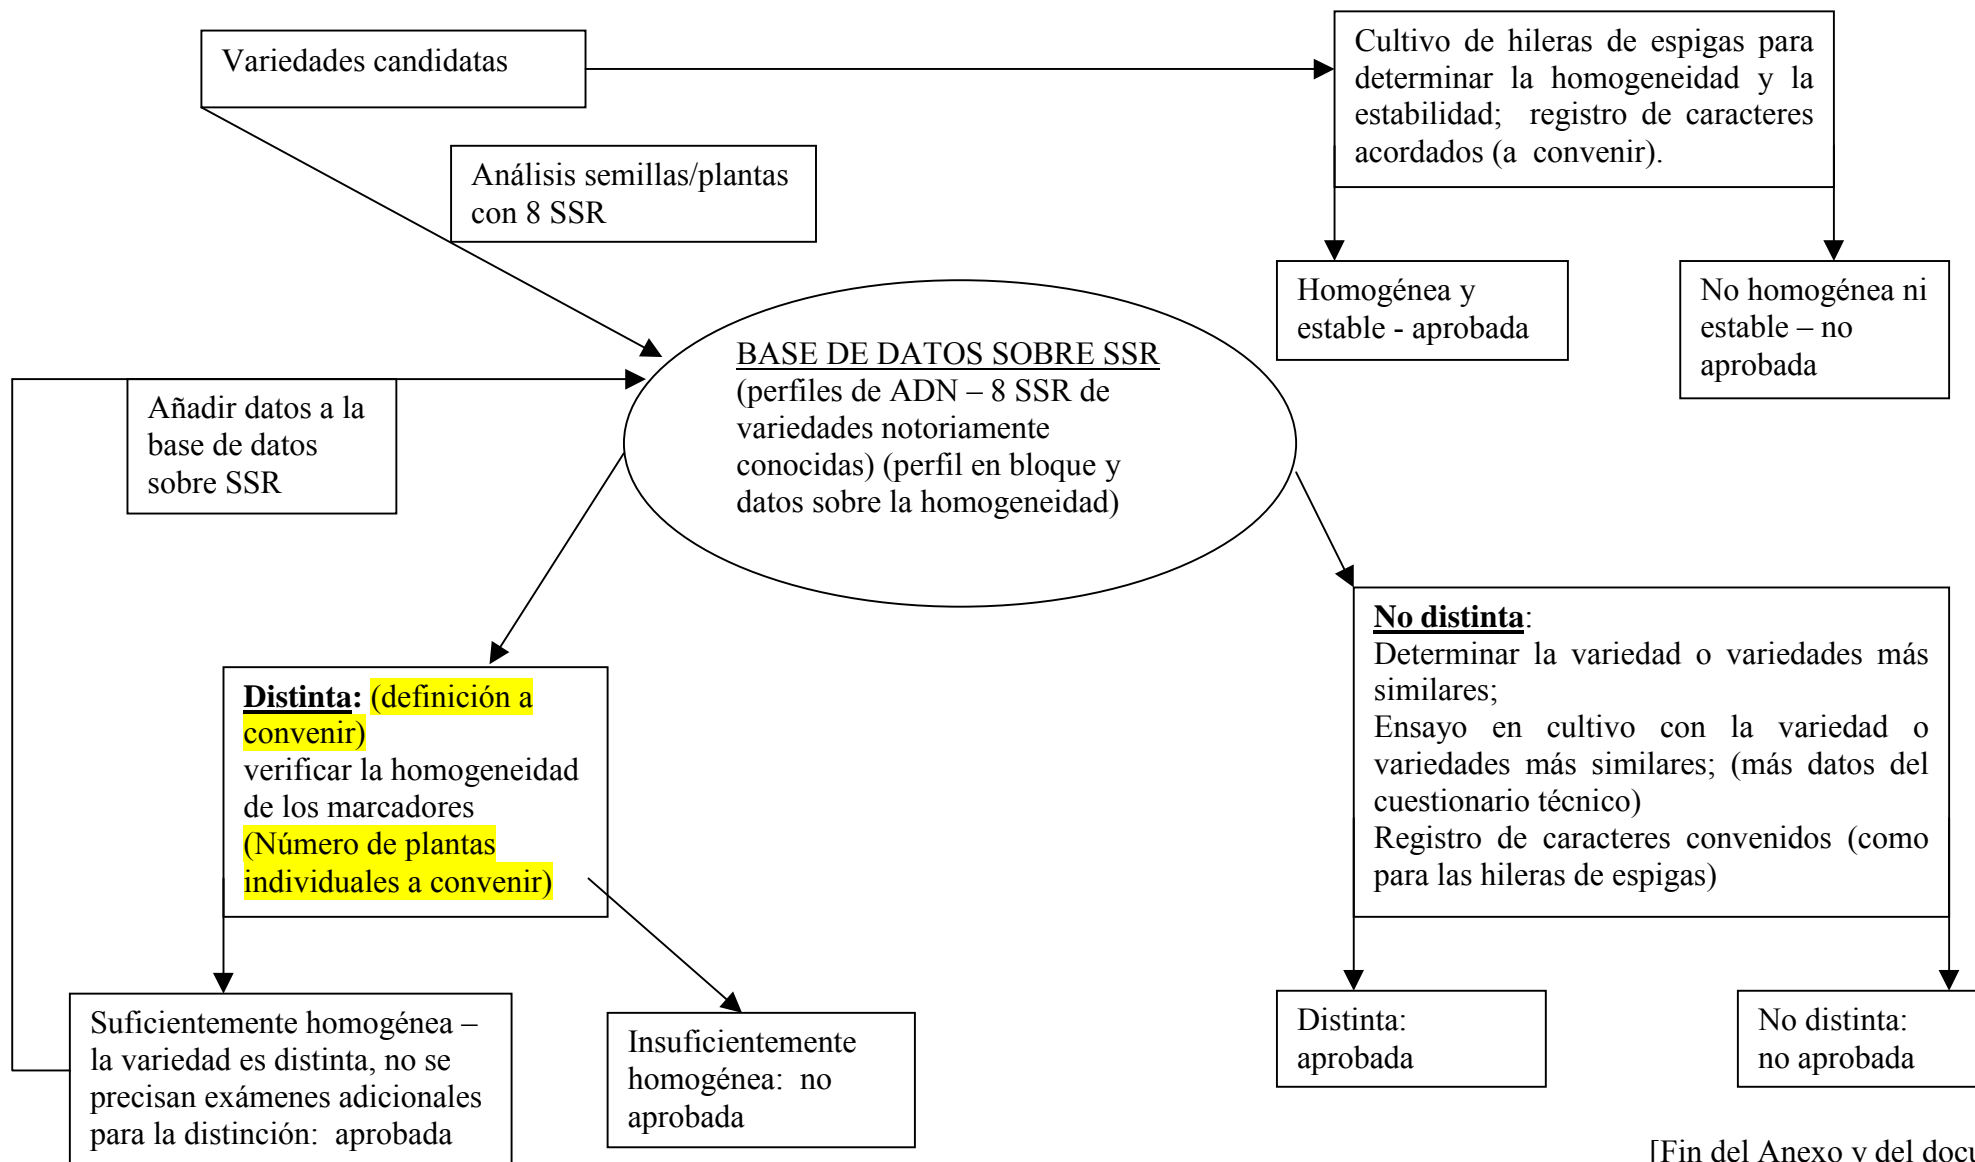 Variedades candidatas
Cultivo de hileras de espigas para
determinar la homogeneidad y la
estabilidad; registro de caracteres
acordados (a convenir).
Análisis semillas/plantas
con 8 SSR
Homogénea y
estable - aprobada
No homogénea ni
estable – no
aprobada
BASE DE DATOS SOBRE SSR
(perfiles de ADN – 8 SSR de
variedades notoriamente
conocidas) (perfil en bloque y
datos sobre la homogeneidad)
Añadir datos a la
base de datos
sobre SSR
Distinta: (definición a
convenir)
verificar la homogeneidad
de los marcadores
(Número de plantas
individuales a convenir)
No distinta:
Determinar la variedad o variedades más
similares;
Ensayo en cultivo con la variedad o
variedades más similares; (más datos del
cuestionario técnico)
Registro de caracteres convenidos (como
para las hileras de espigas)
Suficientemente homogénea –
la variedad es distinta, no se
precisan exámenes adicionales
para la distinción: aprobada
Insuficientemente
homogénea: no
aprobada
Distinta:
aprobada
No distinta:
no aprobada
[Fin del Anexo y del docu